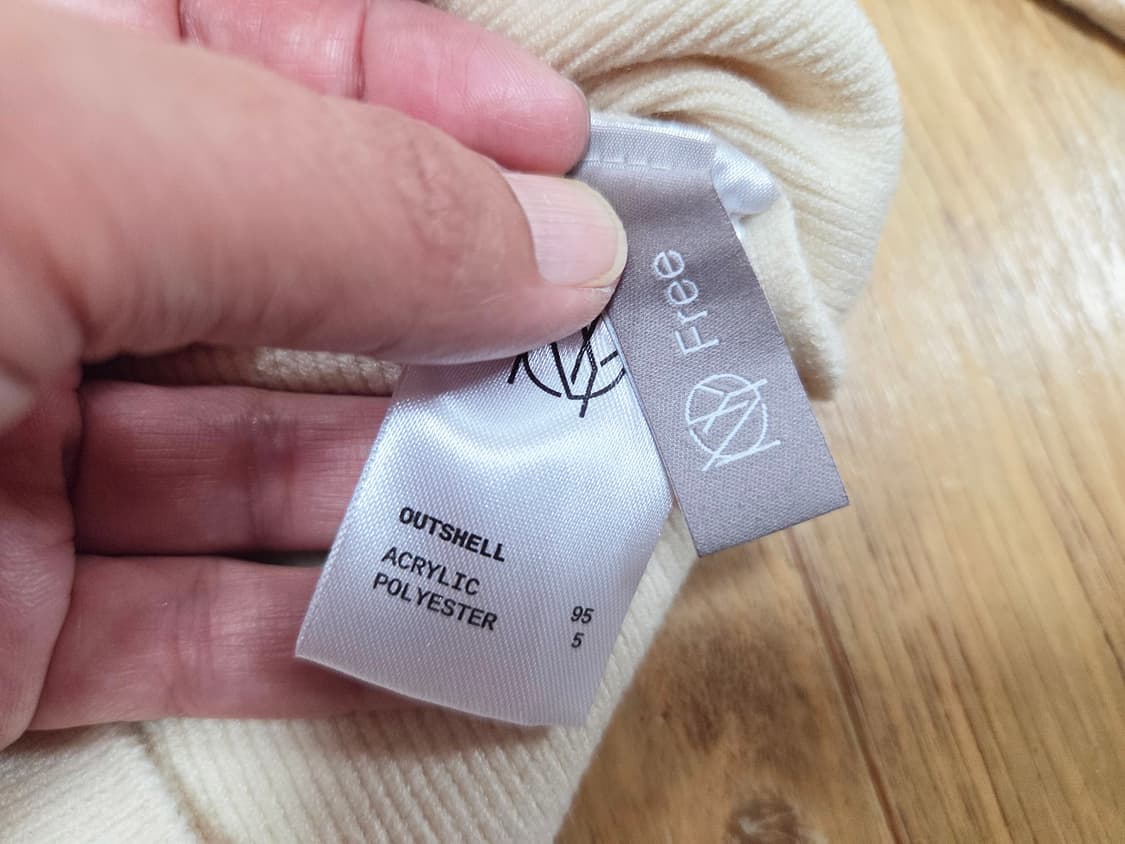 Free
OUTSHELL
ACRYLIC 95
POLYESTER 5